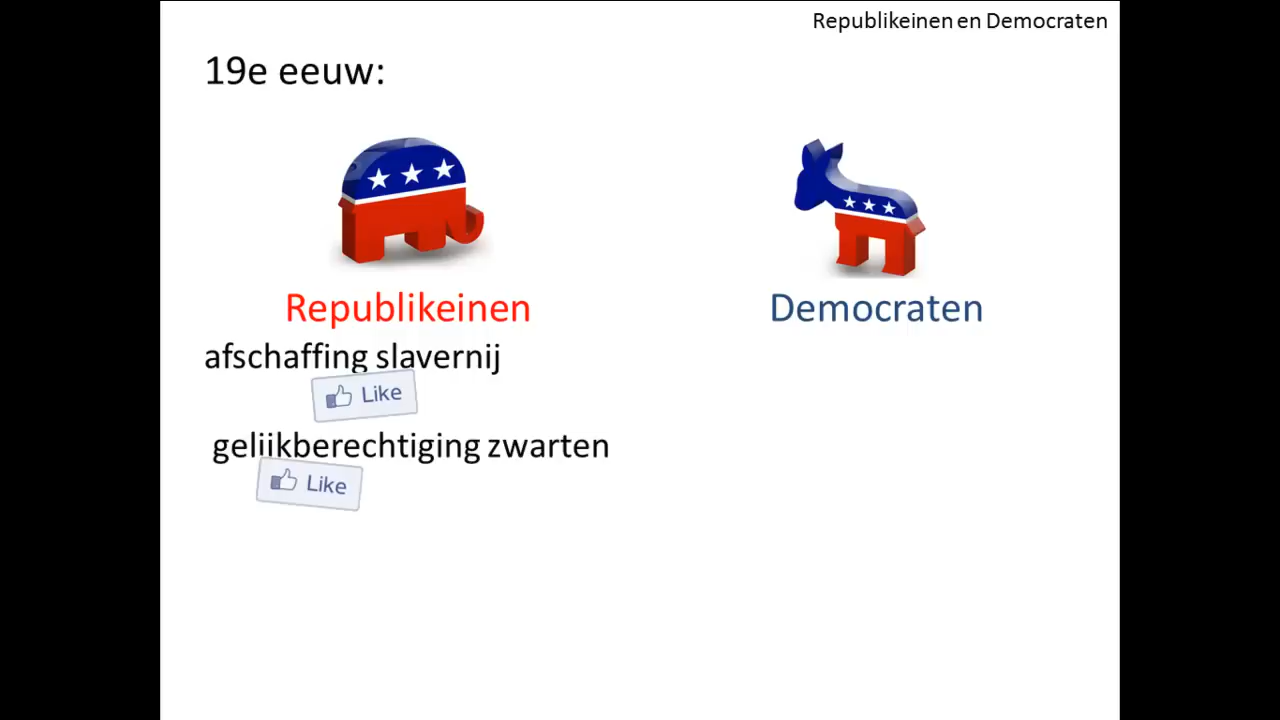 Republikeinen en Democraten
19e eeuw:
Republikeinen
Democraten
afschaffing slavernij
Like
gelijkberechtiging zwarten
Like